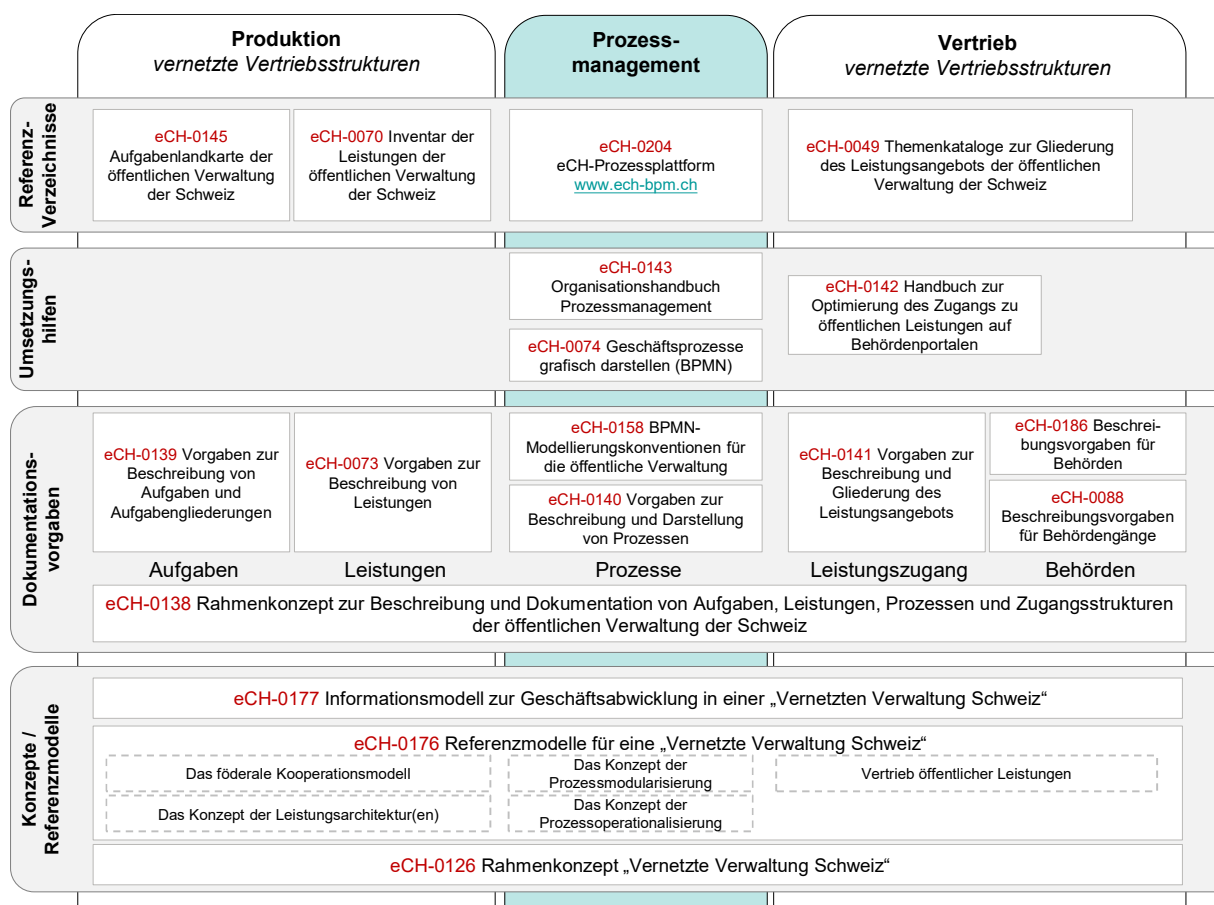 Produktion
vernetzte Vertriebsstrukturen
Prozess-
management
Vertrieb
vernetzte Vertriebsstrukturen
Referenz-
Verzeichnisse
eCH-0145
Aufgabenlandkarte der
öffentlichen Verwaltung
der Schweiz
eCH-0070 Inventar der
Leistungen der
öffentlichen Verwaltung
der Schweiz
eCH-0204
eCH-Prozessplattform
www.ech-bpm.ch
eCH-0049 Themenkataloge zur Gliederung
des Leistungsangebots der öffentlichen
Verwaltung der Schweiz
Umsetzungs-
hilfen
eCH-0143
Organisationshandbuch
Prozessmanagement
eCH-0074 Geschäftsprozesse
grafisch darstellen (BPMN)
eCH-0142 Handbuch zur
Optimierung des Zugangs zu
öffentlichen Leistungen auf
Behördenportalen
Dokumentations-
vorgaben
eCH-0139 Vorgaben zur
Beschreibung von
Aufgaben und
Aufgabengliederungen
eCH-0073 Vorgaben zur
Beschreibung von
Leistungen
eCH-0158 BPMN-
Modellierungskonventionen für
die öffentliche Verwaltung
eCH-0140 Vorgaben zur
Beschreibung und Darstellung
von Prozessen
eCH-0141 Vorgaben zur
Beschreibung und
Gliederung des
Leistungsangebots
eCH-0186 Beschrei-
bungsvorgaben für
Behörden
eCH-0088
Beschreibungsvorgaben
für Behördengänge
Aufgaben
Leistungen
Prozesse
Leistungszugang
Behörden
eCH-0138 Rahmenkonzept zur Beschreibung und Dokumentation von Aufgaben, Leistungen, Prozessen und Zugangsstrukturen
der öffentlichen Verwaltung der Schweiz
Konzepte /
Referenzmodelle
eCH-0177 Informationsmodell zur Geschäftsabwicklung in einer „Vernetzten Verwaltung Schweiz“
eCH-0176 Referenzmodelle für eine „Vernetzte Verwaltung Schweiz“
Das föderale Kooperationsmodell
Das Konzept der
Prozessmodularisierung
Vertrieb öffentlicher Leistungen
Das Konzept der Leistungsarchitektur(en)
Das Konzept der
Prozessoperationalisierung
eCH-0126 Rahmenkonzept „Vernetzte Verwaltung Schweiz“